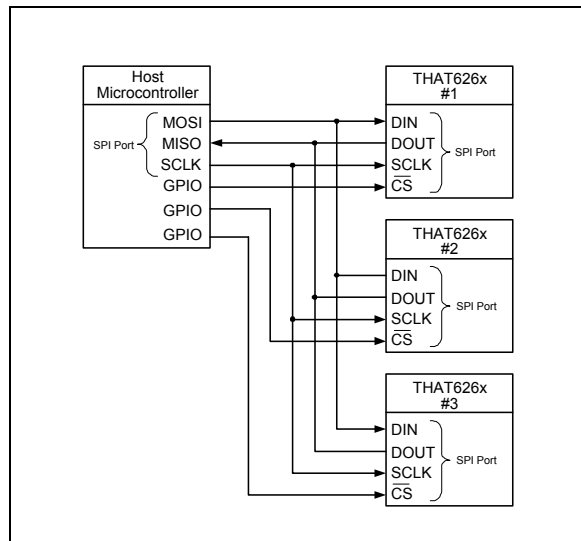 Host
Microcontroller
SPI Port
MOSI
MISO
SCLK
GPIO
GPIO
GPIO
THAT626x
#1
DIN
DOUT
SCLK
CS
SPI Port
THAT626x
#2
DIN
DOUT
SCLK
CS
SPI Port
THAT626x
#3
DIN
DOUT
SCLK
CS
SPI Port